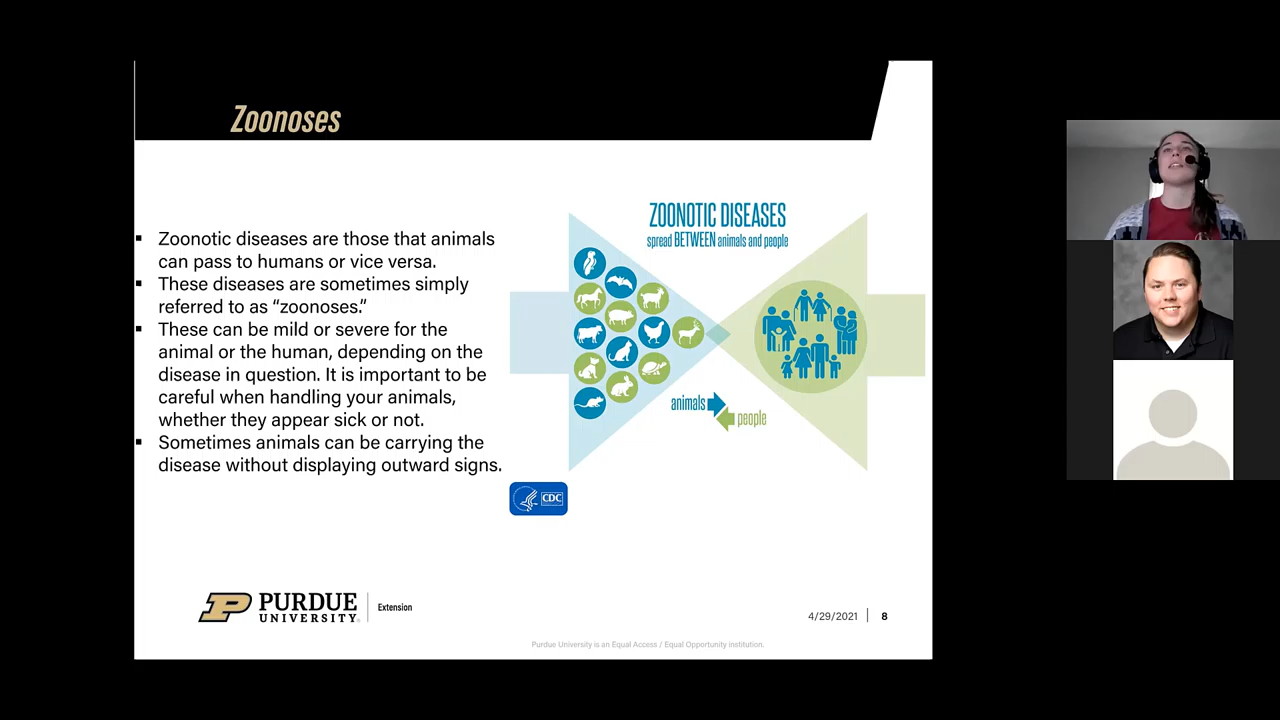 Zoonoses
▪ Zoonotic diseases are those that animals
can pass to humans or vice versa.
▪ These diseases are sometimes simply
referred to as “zoonoses.”
▪ These can be mild or severe for the
animal or the human, depending on the
disease in question. It is important to be
careful when handling your animals,
whether they appear sick or not.
▪ Sometimes animals can be carrying the
disease without displaying outward signs.
ZOONOTIC DISEASES
spread BETWEEN animals and people
animals
people
CDC
PURDUE
UNIVERSITY®
Extension
4/29/2021
8
Purdue University is an Equal Access / Equal Opportunity institution.